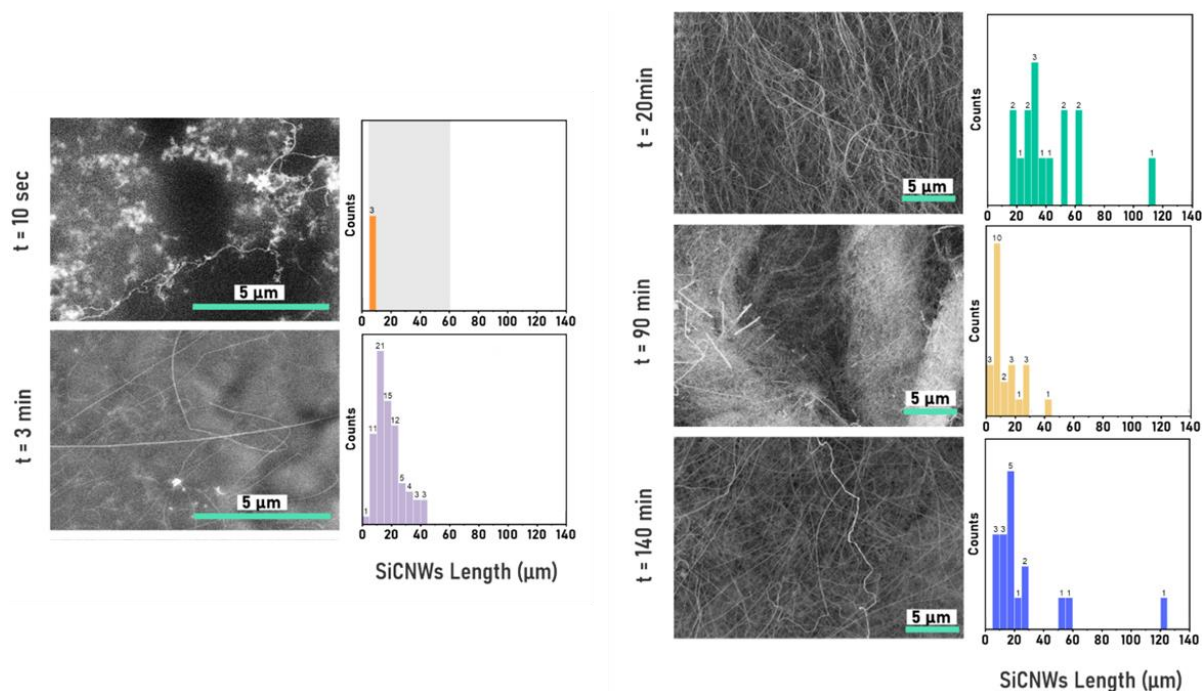 t = 10 sec
5 µm
Counts
3
0 20 40 60 80 100 120 140
t = 3 min
5 µm
Counts
1 11 21 15 12 5 4 3 3
0 20 40 60 80 100 120 140
SiCNWs Length (µm)
t = 20min
5 µm
Counts
2 1 2 3 1 1 2 2 1
0 20 40 60 80 100 120 140
t = 90 min
5 µm
Counts
3 10 2 3 1 3 1
0 20 40 60 80 100 120 140
t = 140 min
5 µm
Counts
3 3 5 1 2 1 1 1
0 20 40 60 80 100 120 140
SiCNWs Length (µm)